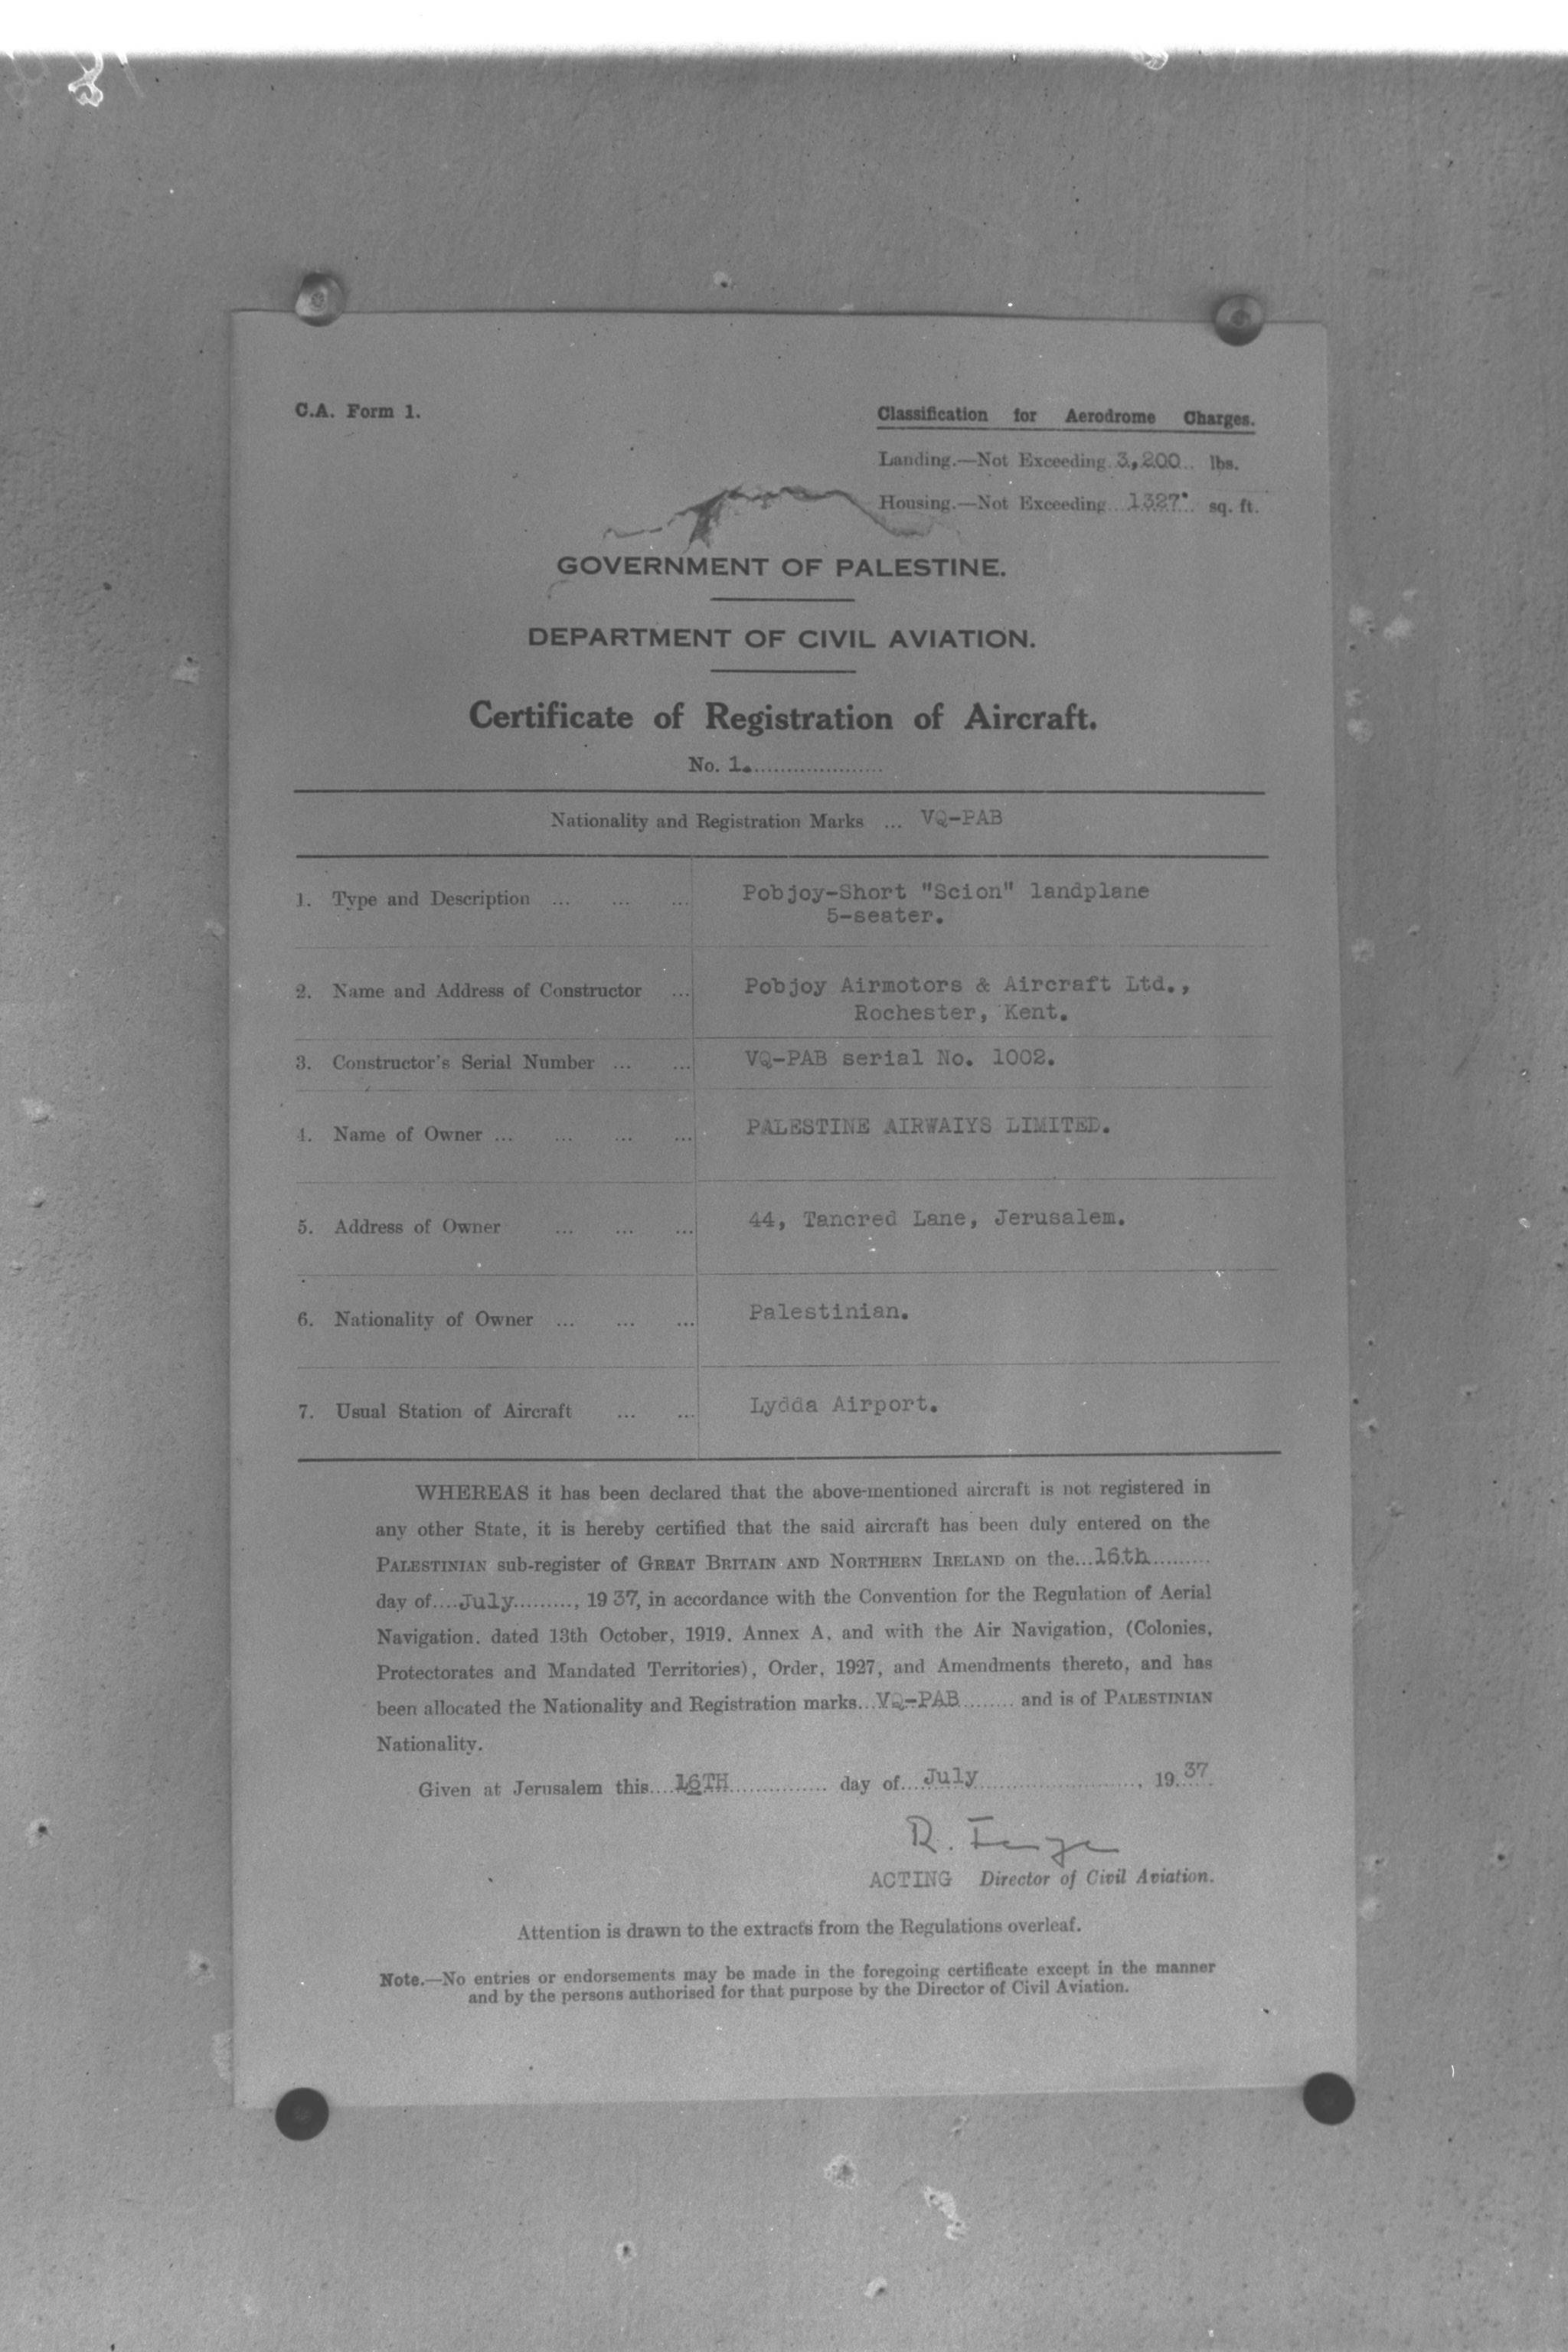 C.A. Form 1.
Classification for Aerodrome Charges.
Landing.—Not Exceeding 3,200 lbs.
Housing.—Not Exceeding 1327 sq. ft.
GOVERNMENT OF PALESTINE.
DEPARTMENT OF CIVIL AVIATION.
Certificate of Registration of Aircraft.
No. 1.
Nationality and Registration Marks ... VQ-PAB
1. Type and Description ... ... ... Pobjoy-Short "Scion" landplane
5-seater.
2. Name and Address of Constructor ... Pobjoy Airmotors & Aircraft Ltd.,
Rochester, Kent.
3. Constructor's Serial Number ... ... VQ-PAB serial No. 1002.
4. Name of Owner ... ... ... ... PALESTINE AIRWAIYS LIMITED.
5. Address of Owner ... ... ... 44, Tancred Lane, Jerusalem.
6. Nationality of Owner ... ... ... Palestinian.
7. Usual Station of Aircraft ... ... Lydda Airport.
WHEREAS it has been declared that the above-mentioned aircraft is not registered in
any other State, it is hereby certified that the said aircraft has been duly entered on the
PALESTINIAN sub-register of GREAT BRITAIN AND NORTHERN IRELAND on the...16th
day of....July........., 19 37, in accordance with the Convention for the Regulation of Aerial
Navigation. dated 13th October, 1919. Annex A. and with the Air Navigation, (Colonies,
Protectorates and Mandated Territories), Order, 1927, and Amendments thereto, and has
been allocated the Nationality and Registration marks...VQ-PAB........ and is of PALESTINIAN
Nationality.
Given at Jerusalem this....16TH............... day of...July........................, 19.37.
ACTING Director of Civil Aviation.
Attention is drawn to the extracts from the Regulations overleaf.
Note.—No entries or endorsements may be made in the foregoing certificate except in the manner
and by the persons authorised for that purpose by the Director of Civil Aviation.